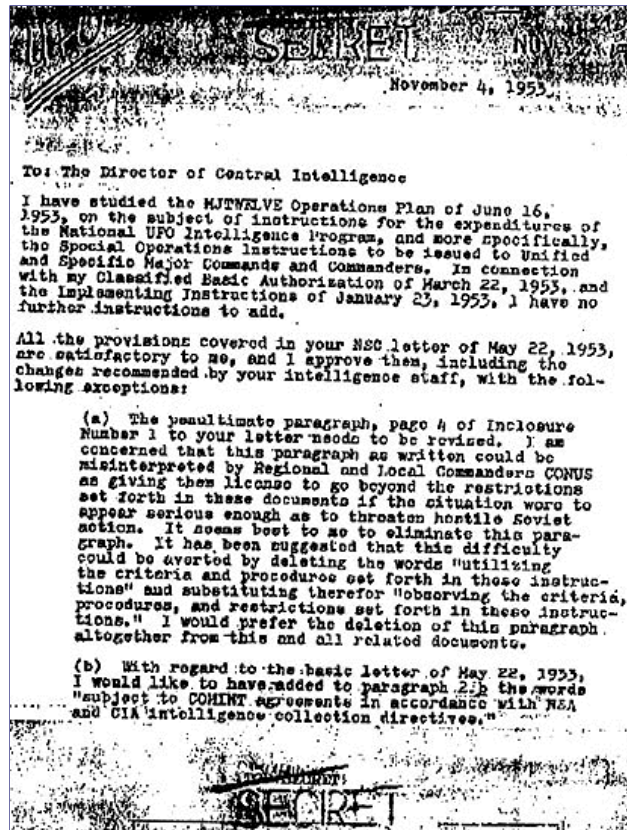 SECRET
NOV
November 4, 1953
To: The Director of Central Intelligence
I have studied the MJTWELVE Operations Plan of June 16,
1953, on the subject of instructions for the expenditures of
the National UFO Intelligence Program, and more specifically,
the Special Operations Instructions to be issued to Unified
and Specific Major Commands and Commanders. In connection
with my Classified Basic Authorization of March 22, 1953, and
the Implementing Instructions of January 23, 1953, I have no
further instructions to add.
All the provisions covered in your NSC letter of May 22, 1953,
are satisfactory to me, and I approve them, including the
changes recommended by your intelligence staff, with the fol-
lowing exceptions:
(a) The penultimate paragraph, page 4 of Inclosure
Number 1 to your letter needs to be revised. I am
concerned that this paragraph as written could be
misinterpreted by Regional and Local Commanders CONUS
as giving them license to go beyond the restrictions
set forth in these documents if the situation were to
appear serious enough as to threaten hostile Soviet
action. It seems best to me to eliminate this para-
graph. It has been suggested that this difficulty
could be averted by deleting the words "utilizing
the criteria and procedures set forth in these instruc-
tions" and substituting therefor "observing the criteria,
procedures, and restrictions set forth in these instruc-
tions." I would prefer the deletion of this paragraph
altogether from this and all related documents.
(b) With regard to the basic letter of May 22, 1953,
I would like to have added to paragraph 2.b the words
"subject to COMINT agreements in accordance with NSA
and CIA intelligence collection directives."
SECRET